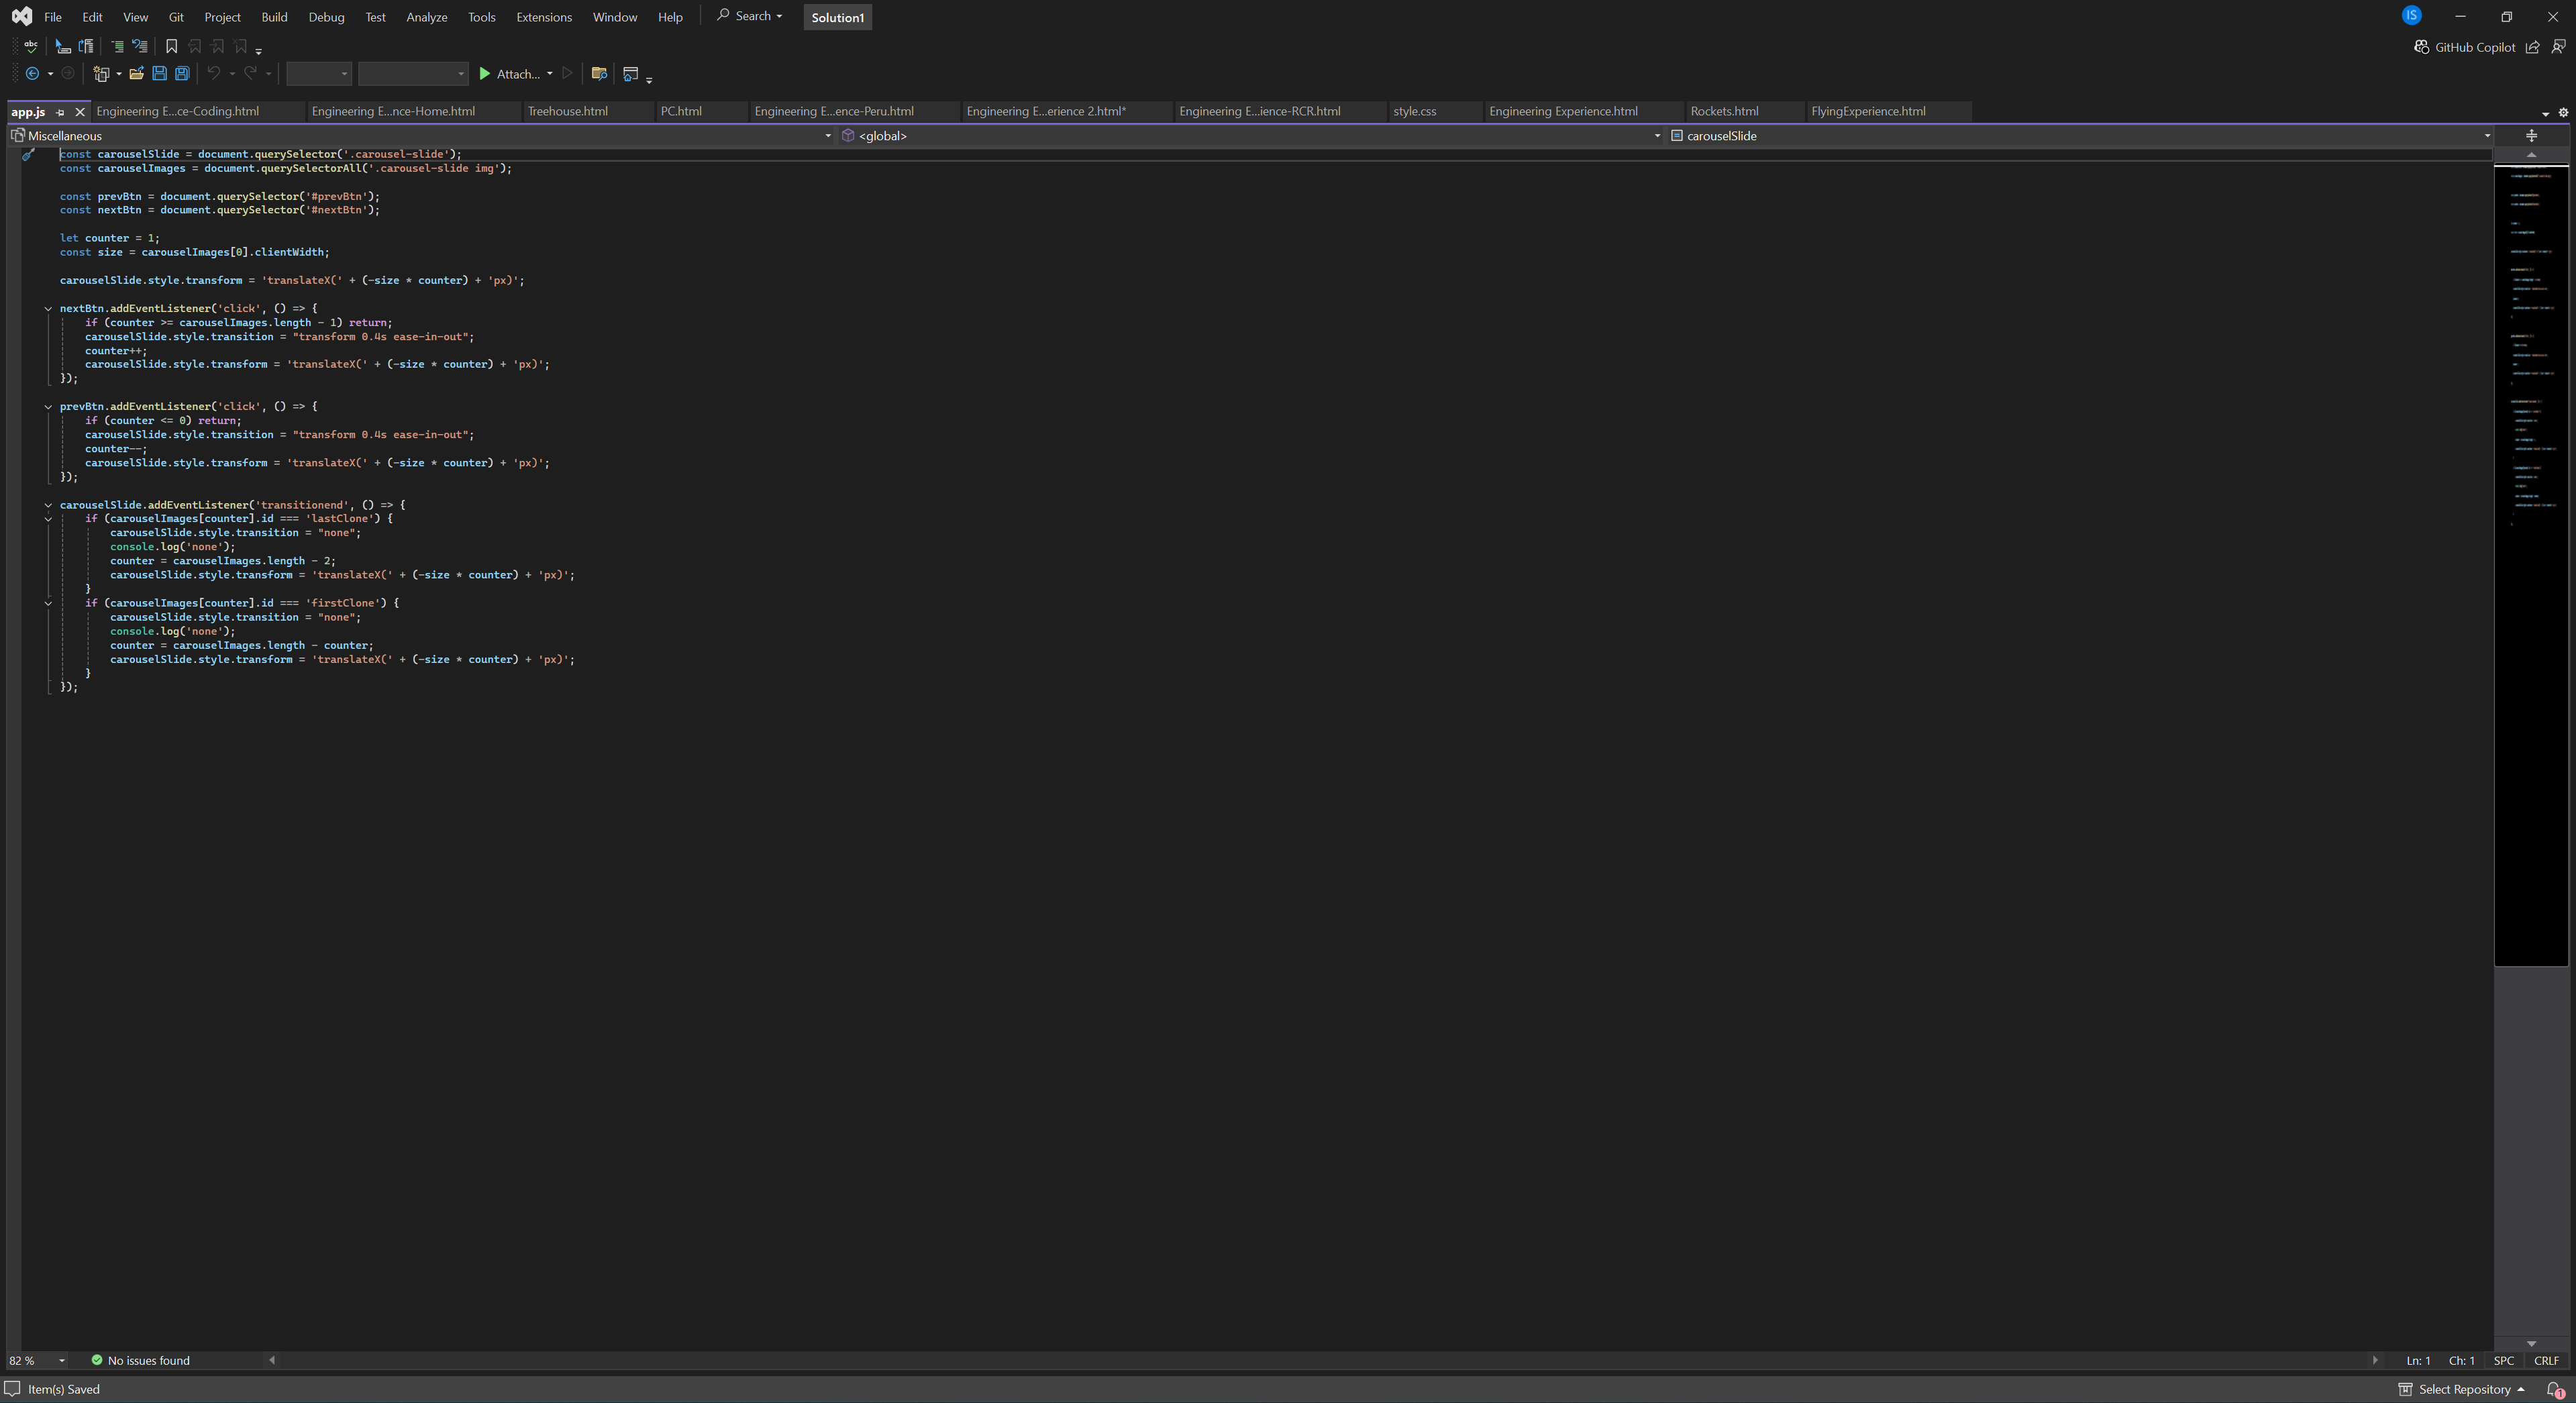 File Edit View Git Project Build Debug Test Analyze Tools Extensions Window Help Search Solution1 IS
abc GitHub Copilot
Attach...
app.js Engineering E...ce-Coding.html Engineering E...nce-Home.html Treehouse.html PC.html Engineering E...ence-Peru.html Engineering E...erience 2.html* Engineering E...ience-RCR.html style.css Engineering Experience.html Rockets.html FlyingExperience.html
Miscellaneous <global> carouselSlide
const carouselSlide = document.querySelector('.carousel-slide');
const carouselImages = document.querySelectorAll('.carousel-slide img');
const prevBtn = document.querySelector('#prevBtn');
const nextBtn = document.querySelector('#nextBtn');
let counter = 1;
const size = carouselImages[0].clientWidth;
carouselSlide.style.transform = 'translateX(' + (-size * counter) + 'px)';
nextBtn.addEventListener('click', () => {
if (counter >= carouselImages.length - 1) return;
carouselSlide.style.transition = "transform 0.4s ease-in-out";
counter++;
carouselSlide.style.transform = 'translateX(' + (-size * counter) + 'px)';
});
prevBtn.addEventListener('click', () => {
if (counter <= 0) return;
carouselSlide.style.transition = "transform 0.4s ease-in-out";
counter--;
carouselSlide.style.transform = 'translateX(' + (-size * counter) + 'px)';
});
carouselSlide.addEventListener('transitionend', () => {
if (carouselImages[counter].id === 'lastClone') {
carouselSlide.style.transition = "none";
console.log('none');
counter = carouselImages.length - 2;
carouselSlide.style.transform = 'translateX(' + (-size * counter) + 'px)';
}
if (carouselImages[counter].id === 'firstClone') {
carouselSlide.style.transition = "none";
console.log('none');
counter = carouselImages.length - counter;
carouselSlide.style.transform = 'translateX(' + (-size * counter) + 'px)';
}
});
82 % No issues found Ln: 1 Ch: 1 SPC CRLF
Item(s) Saved Select Repository 1